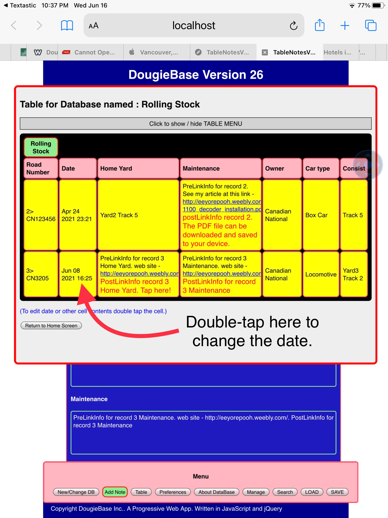 Textastic 10:37 PM Wed Jun 16 77%
AA localhost
W Dou Cannot Ope... Vancouver,... TableNotesV... TableNotesV... Hotels i...
DougieBase Version 26
Table for Database named : Rolling Stock
Click to show / hide TABLE MENU
Rolling Stock
Road Number Date Home Yard Maintenance Owner Car type Consist
2> CN123456
Apr 24 2021 23:21
Yard2 Track 5
PreLinkInfo for record 2.
See my article at this link -
http://eeyorepooh.weebly.com
1100_decoder_installation.pd
postLinkInfo record 2.
The PDF file can be
downloaded and saved
to your device.
Canadian National
Box Car
Track 5
3> CN3205
Jun 08 2021 16:25
PreLinkInfo for record 3
Home Yard. web site -
http://eeyorepooh.weebly.com
PostLinkInfo record 3
Home Yard. Tap here!
PreLinkInfo for record 3
Maintenance. web site -
http://eeyorepooh.weebly.com
PostLinkInfo for record
3 Maintenance
Canadian National
Locomotive
Yard3 Track 2
(To edit date or other cell contents double tap the cell.)
Return to Home Screen
Double-tap here to
change the date.
Maintenance
PreLinkInfo for record 3 Maintenance. web site - http://eeyorepooh.weebly.com/. PostLinkInfo for
record 3 Maintenance
Menu
New/Change DB Add Note Table Preferences About DataBase Manage Search LOAD SAVE
Copyright DougieBase Inc.. A Progressive Web App. Written in JavaScript and jQuery